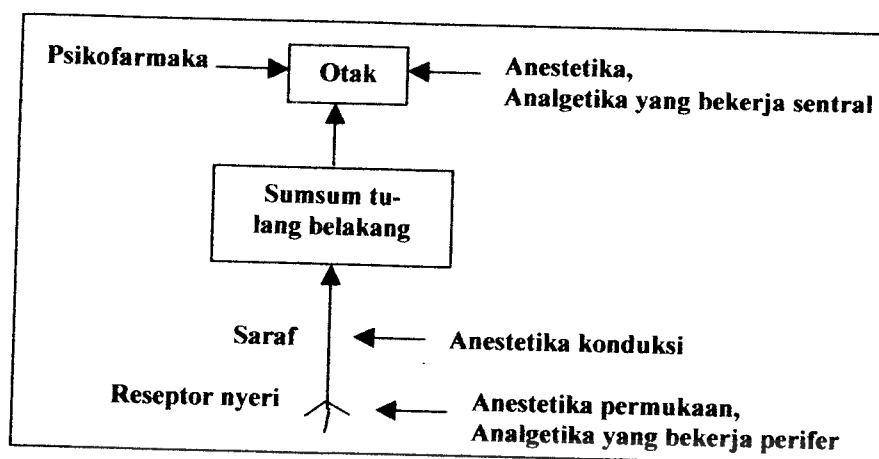 Psikofarmaka
Otak
Anestetika,
Analgetika yang bekerja sentral
Sumsum tu-
lang belakang
Saraf
Anestetika konduksi
Reseptor nyeri
Anestetika permukaan,
Analgetika yang bekerja perifer